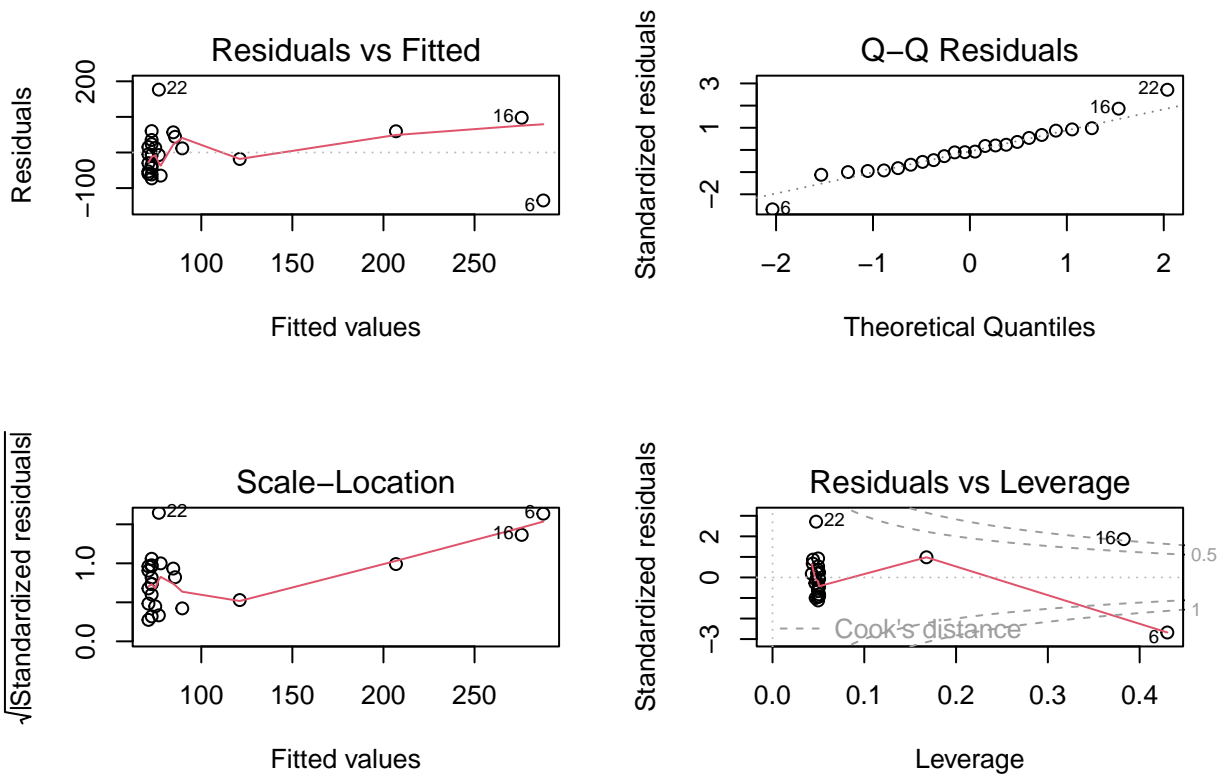 Residuals vs Fitted
Residuals
200
−100
22
16
6
100 150 200 250
Fitted values
Q−Q Residuals
Standardized residuals
3
1
−2
22
16
6
−2 −1 0 1 2
Theoretical Quantiles
Scale−Location
√|Standardized residuals|
1.0
0.0
22
6
16
100 150 200 250
Fitted values
Residuals vs Leverage
Standardized residuals
2
0
−3
22
16
0.5
1
6
Cook's distance
0.0 0.1 0.2 0.3 0.4
Leverage